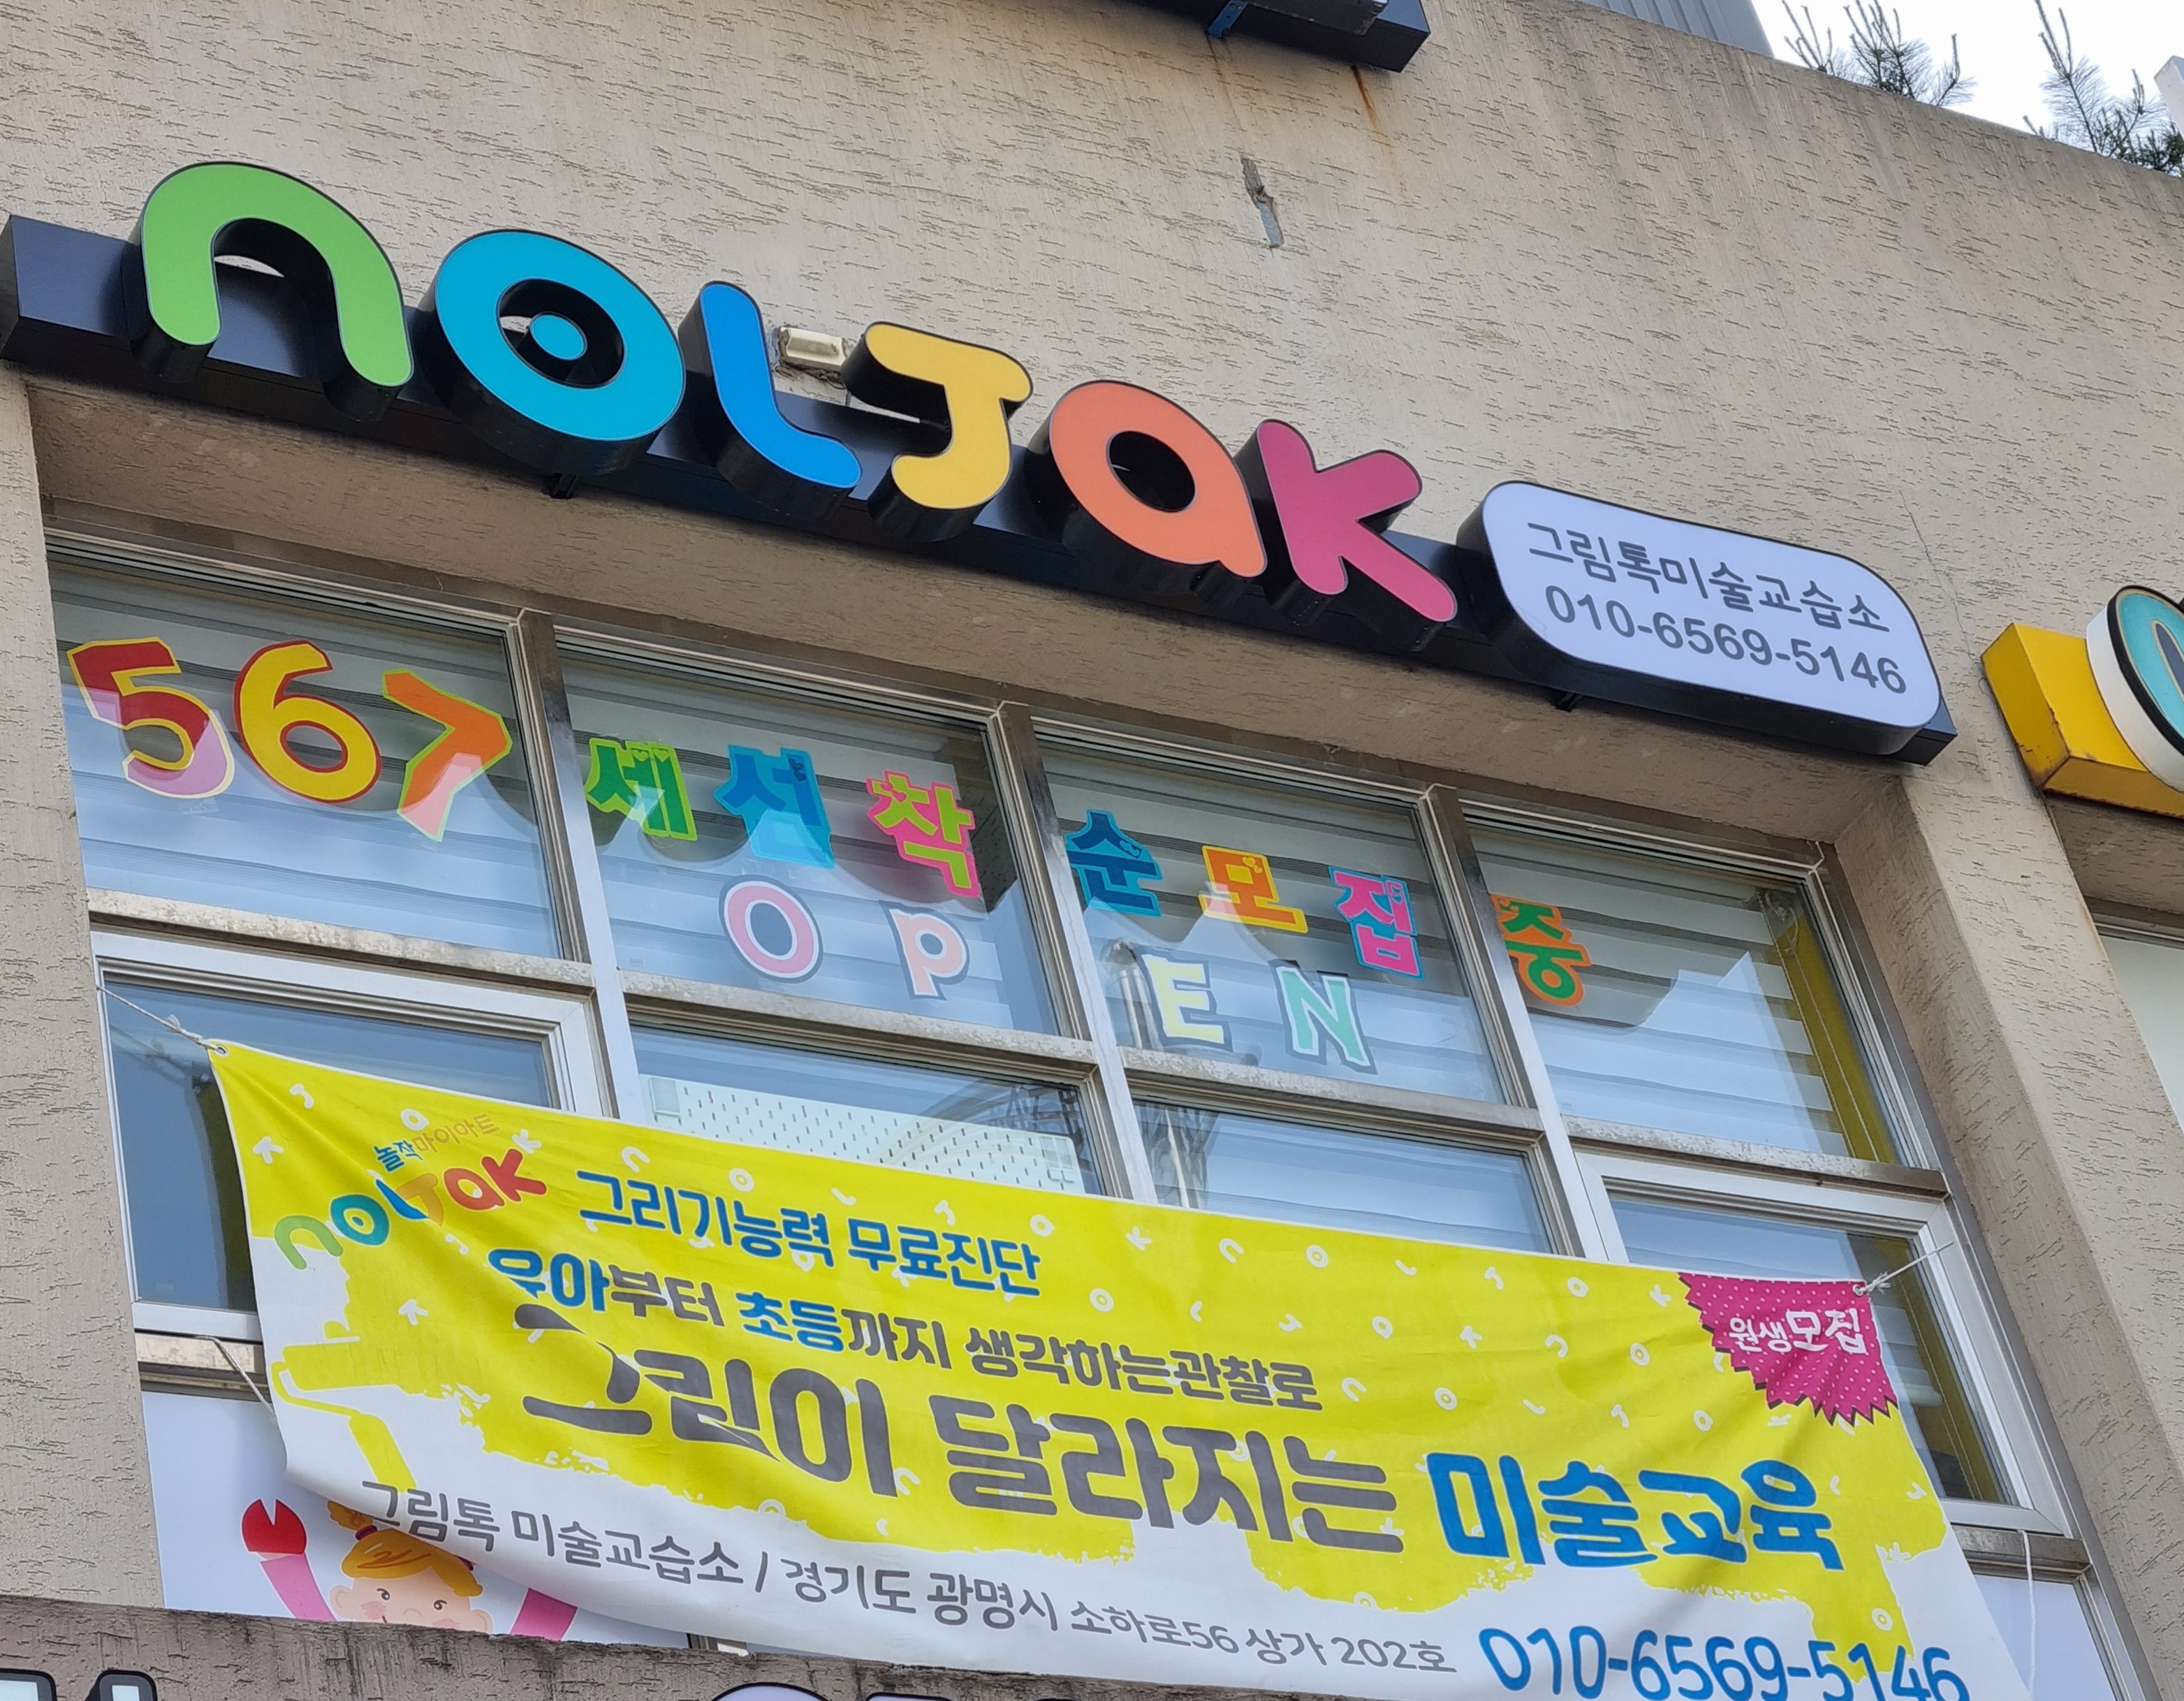 noljak
그림톡미술교습소
010-6569-5146
567세선착순모집중
OpEN
놀작마이아트
noljak
그리기능력 무료진단
유아부터 초등까지 생각하는관찰로
그린이 달라지는 미술교육
원생모집
그림톡 미술교습소 / 경기도 광명시 소하로56 상가 202호
010-6569-5146